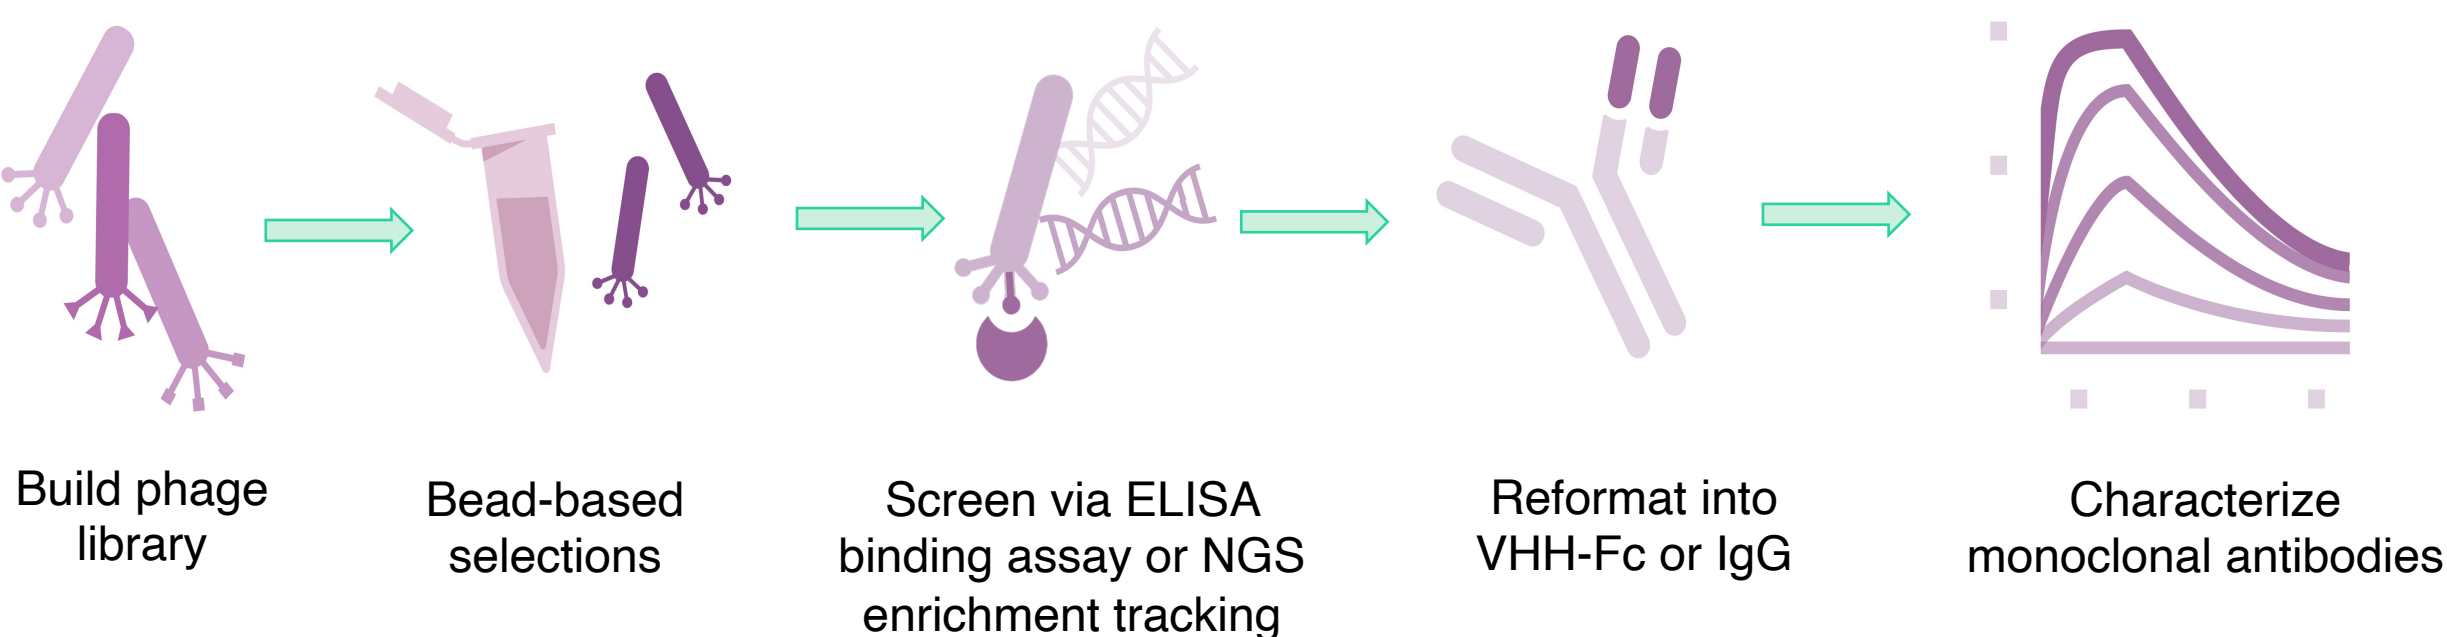 Build phage
library
Bead-based
selections
Screen via ELISA
binding assay or NGS
enrichment tracking
Reformat into
VHH-Fc or IgG
Characterize
monoclonal antibodies